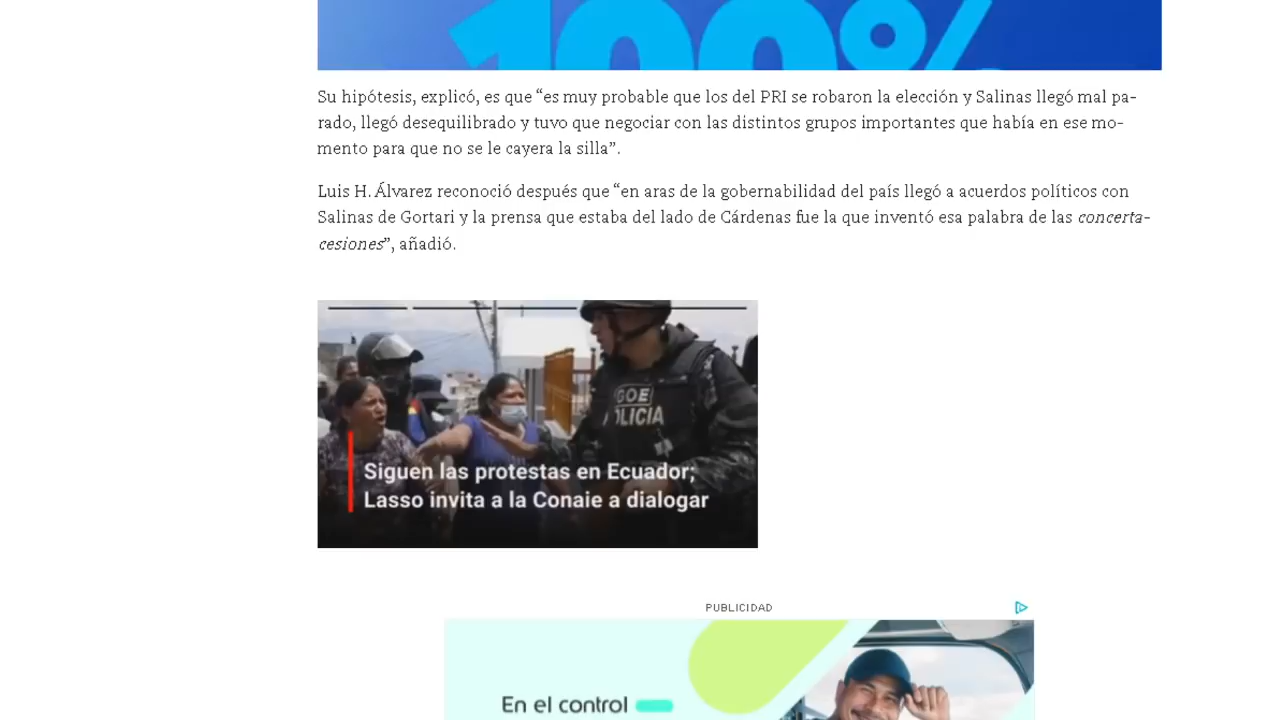 100%
Su hipótesis, explicó, es que “es muy probable que los del PRI se robaron la elección y Salinas llegó mal pa-
rado, llegó desequilibrado y tuvo que negociar con las distintos grupos importantes que había en ese mo-
mento para que no se le cayera la silla”.
Luis H. Álvarez reconoció después que “en aras de la gobernabilidad del país llegó a acuerdos políticos con
Salinas de Gortari y la prensa que estaba del lado de Cárdenas fue la que inventó esa palabra de las concerta-
cesiones”, añadió.
GOE
POLICIA
Siguen las protestas en Ecuador;
Lasso invita a la Conaie a dialogar
PUBLICIDAD
En el control